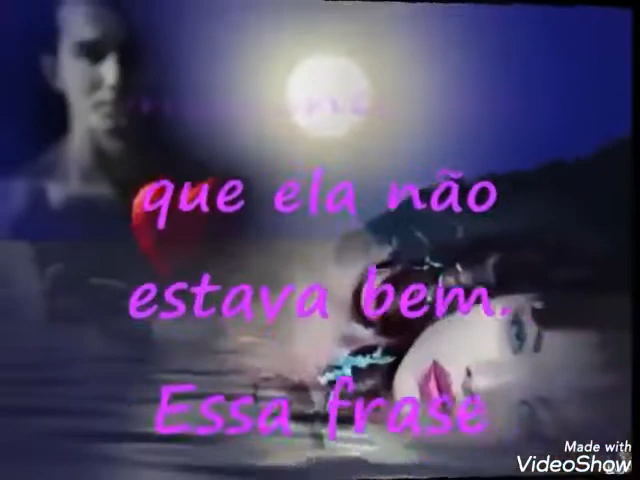 que ela não
estava bem.
Essa frase
Made with
VideoShow